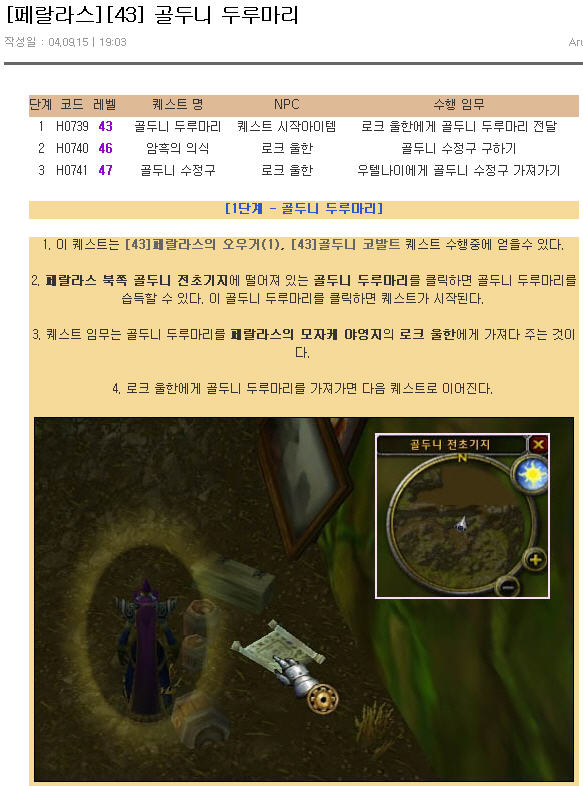 [페랄라스][43] 골두니 두루마리
작성일 : 04.09.15 | 19:03
Aru
단계 코드 레벨 퀘스트 명 NPC 수행 임무
1 H0739 43 골두니 두루마리 퀘스트 시작아이템 로크 울한에게 골두니 두루마리 전달
2 H0740 46 암흑의 의식 로크 울한 골두니 수정구 구하기
3 H0741 47 골두니 수정구 로크 울한 우텔나이에게 골두니 수정구 가져가기
[1단계 - 골두니 두루마리]
1. 이 퀘스트는 [43]페랄라스의 오우거(1), [43]골두니 코발트 퀘스트 수행중에 얻을수 있다.
2. 페랄라스 북쪽 골두니 전초기지에 떨어져 있는 골두니 두루마리를 클릭하면 골두니 두루마리를
습득할 수 있다. 이 골두니 두루마리를 클릭하면 퀘스트가 시작된다.
3. 퀘스트 임무는 골두니 두루마리를 페랄라스의 모자케 야영지의 로크 울한에게 가져다 주는 것이
다.
4. 로크 울한에게 골두니 두루마리를 가져가면 다음 퀘스트로 이어진다.
골두니 전초기지
N